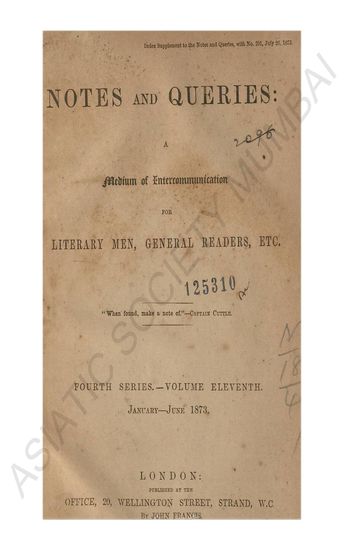 Index Supplement to the Notes and Queries, with No. 291, July 26, 1873.
NOTES AND QUERIES:
2096
A
Medium of Intercommunication
FOR
LITERARY MEN, GENERAL READERS, ETC.
125310
"When found, make a note of."—CAPTAIN CUTTLE.
FOURTH SERIES.—VOLUME ELEVENTH.
JANUARY—JUNE 1873.
LONDON:
PUBLISHED AT THE
OFFICE, 20, WELLINGTON STREET, STRAND, W.C.
BY JOHN FRANCIS.
ASIATIC SOCIETY MUMBAI